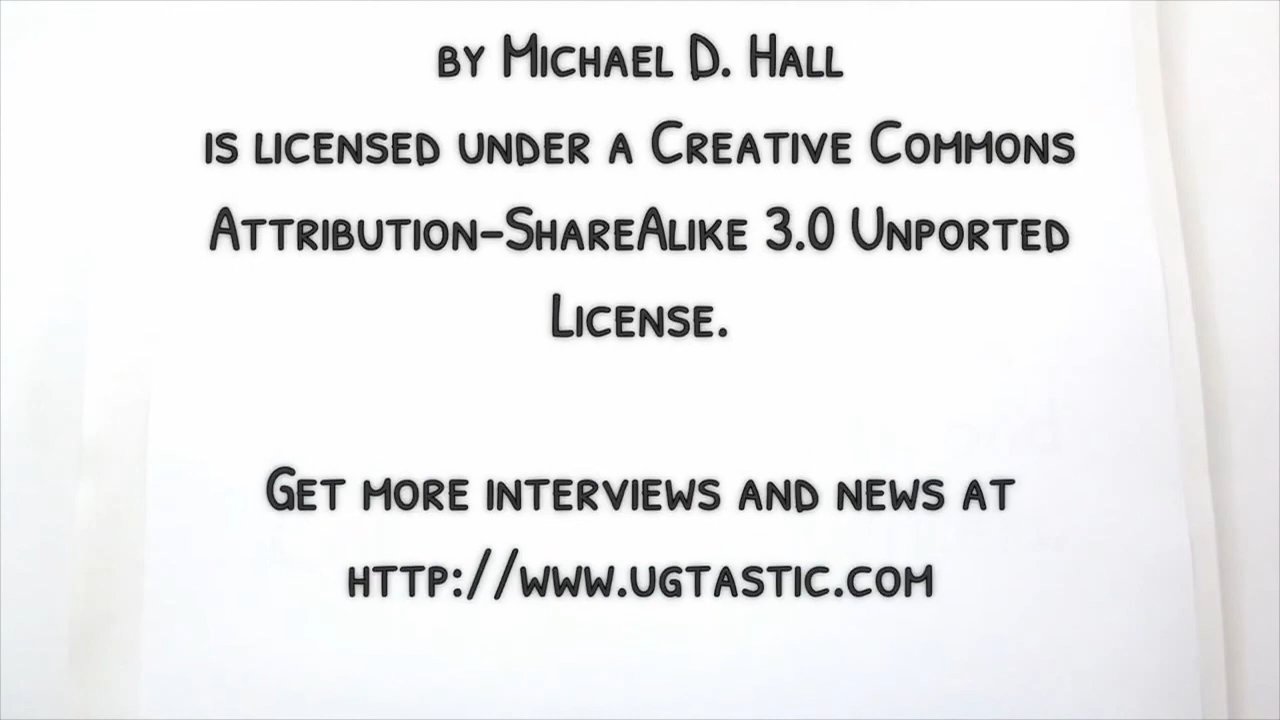 by Michael D. Hall
is licensed under a Creative Commons
Attribution-ShareAlike 3.0 Unported
License.
Get more interviews and news at
http://www.ugtastic.com